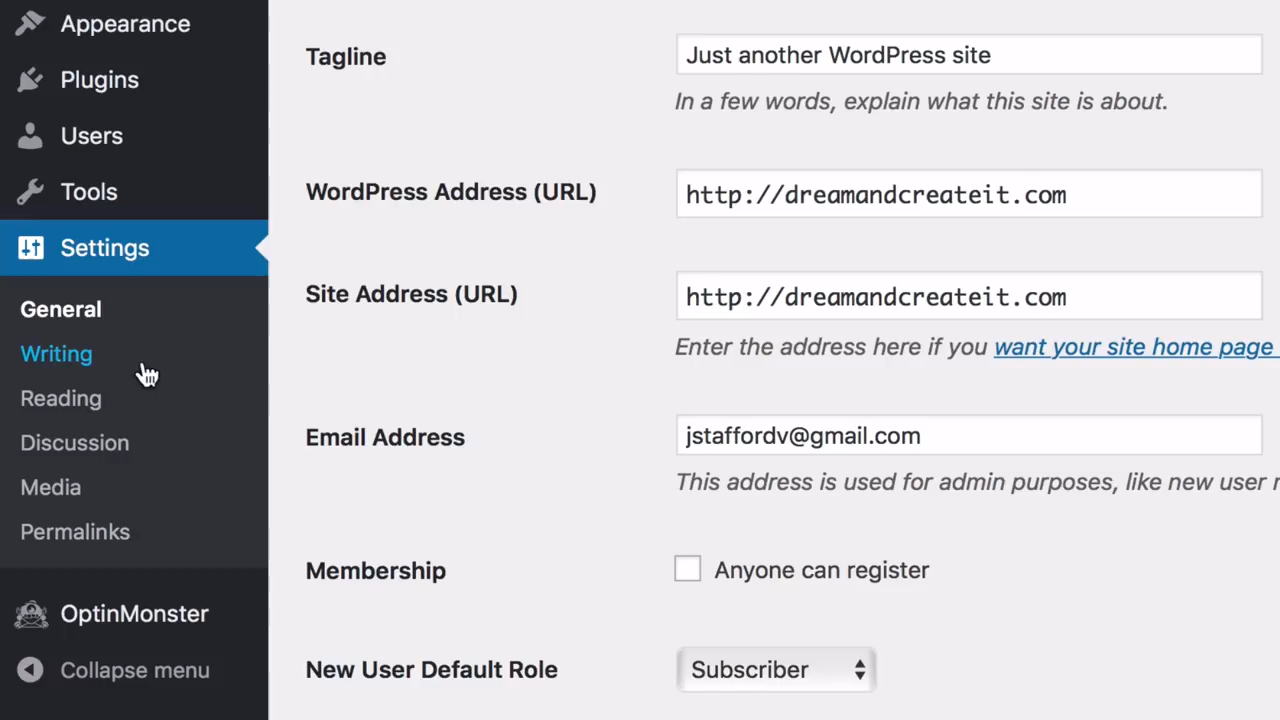 Appearance
Plugins
Users
Tools
Settings
General
Writing
Reading
Discussion
Media
Permalinks
OptinMonster
Collapse menu
Tagline
Just another WordPress site
In a few words, explain what this site is about.
WordPress Address (URL)
http://dreamandcreateit.com
Site Address (URL)
http://dreamandcreateit.com
Enter the address here if you want your site home page
Email Address
jstaffordv@gmail.com
This address is used for admin purposes, like new user
Membership
Anyone can register
New User Default Role
Subscriber